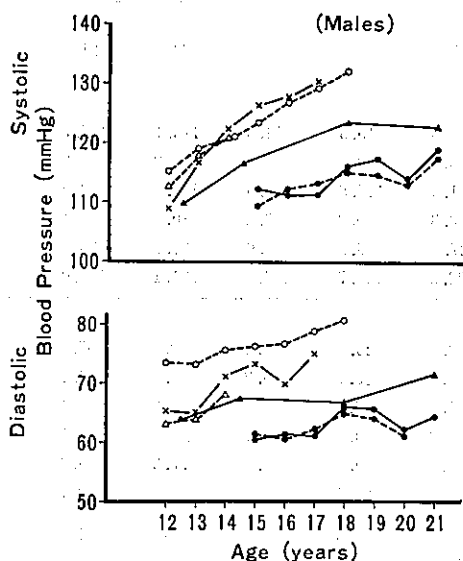 (Males)
Systolic
Diastolic
Blood Pressure (mmHg)
140
130
120
110
100
80
70
60
50
12 13 14 15 16 17 18 19 20 21
Age (years)